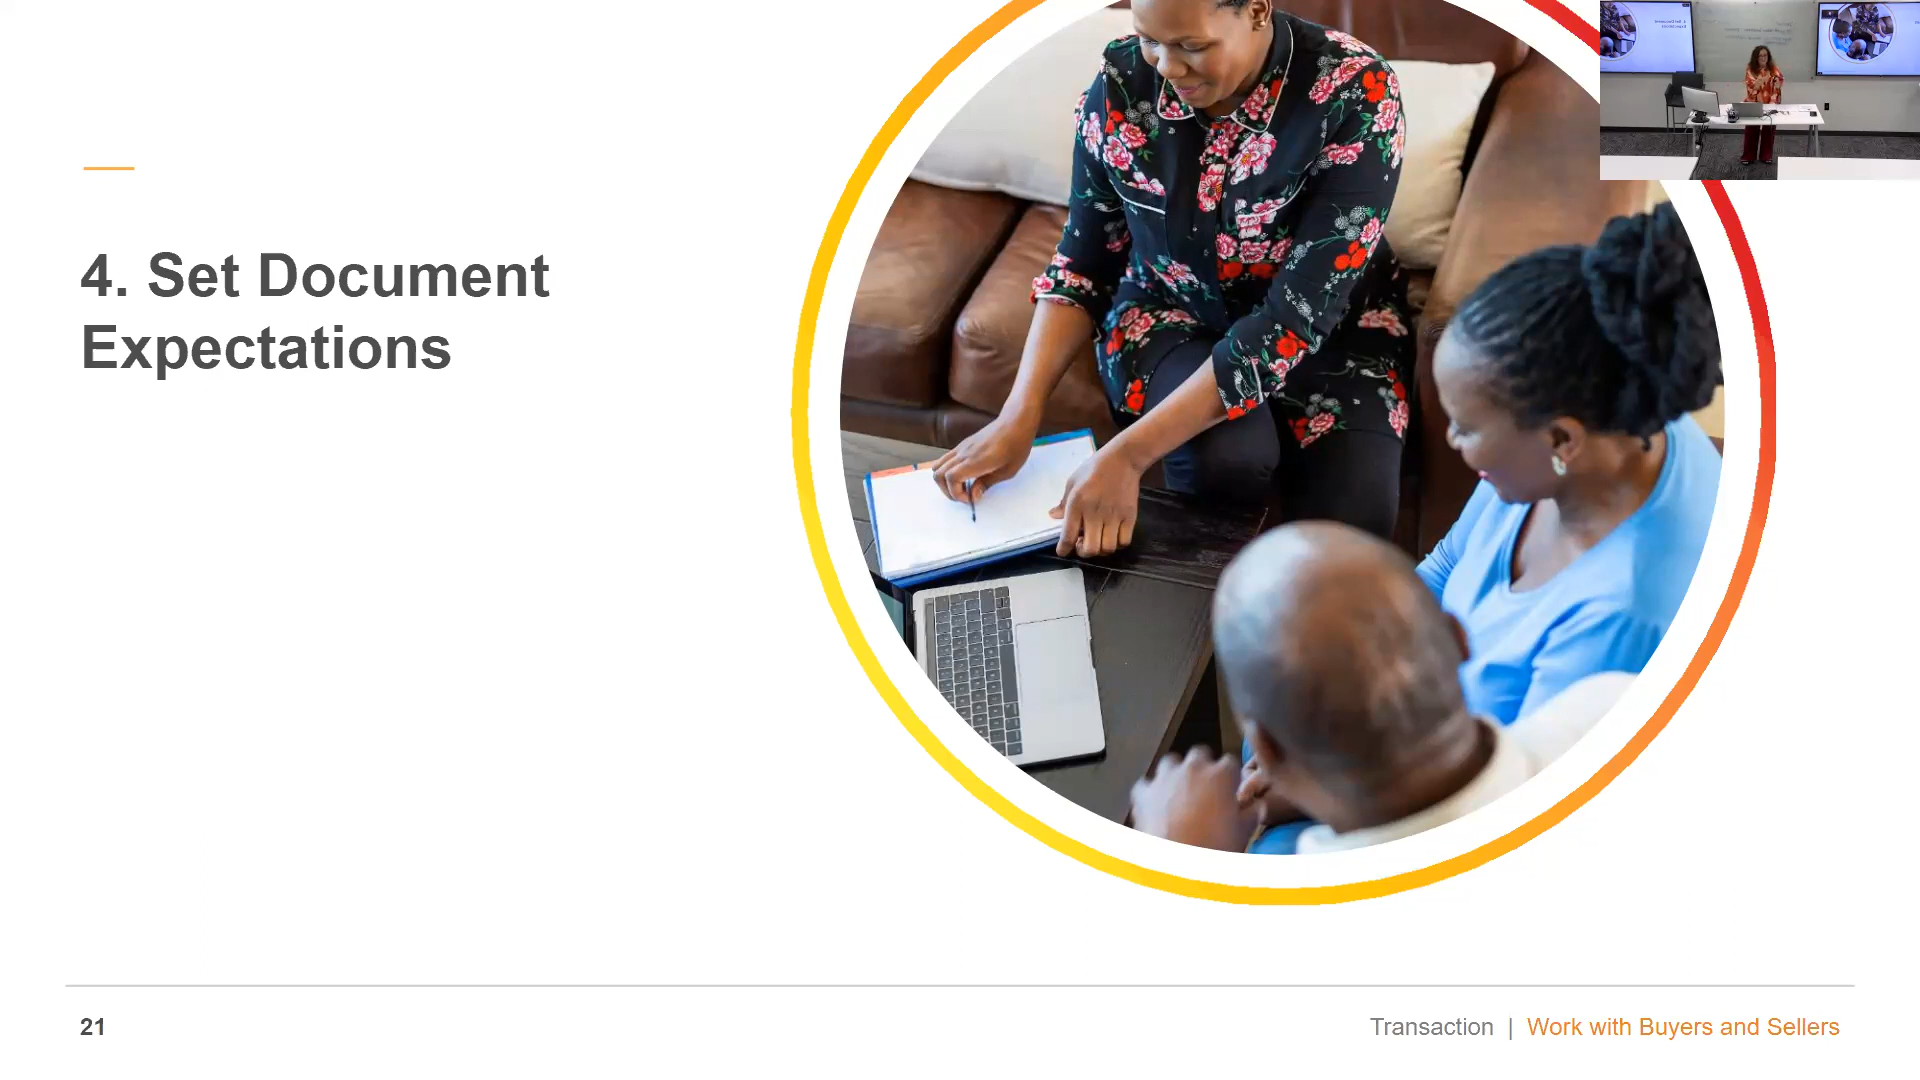 4. Set Document
Expectations
21
Transaction | Work with Buyers and Sellers